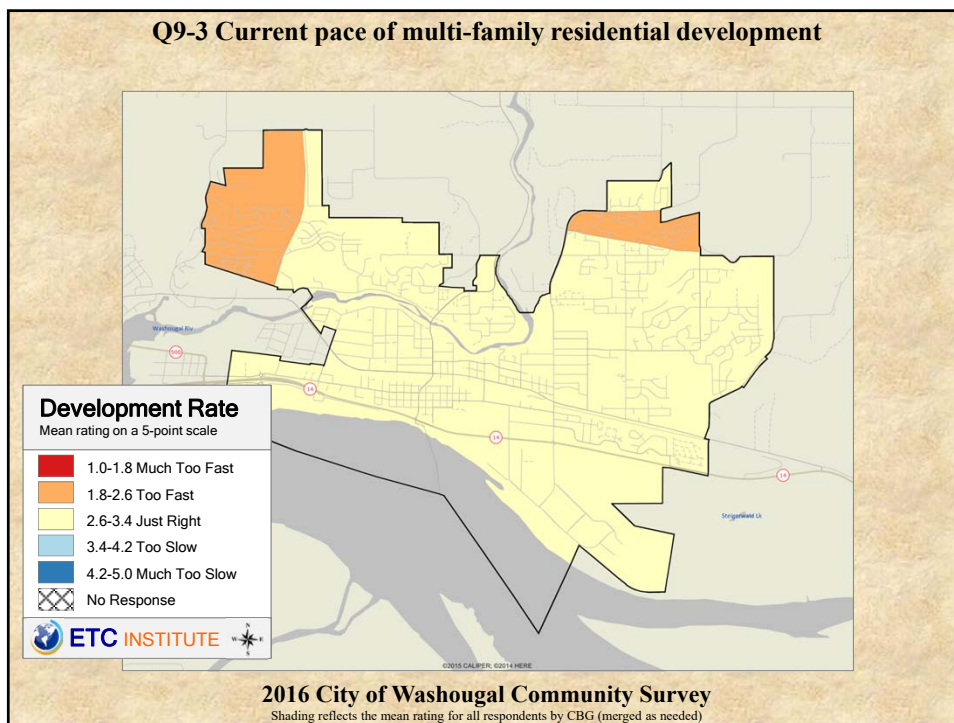 Q9-3 Current pace of multi-family residential development
Washougal Riv
500
14
14
14
Steigerwald Lk
Development Rate
Mean rating on a 5-point scale
1.0-1.8 Much Too Fast
1.8-2.6 Too Fast
2.6-3.4 Just Right
3.4-4.2 Too Slow
4.2-5.0 Much Too Slow
No Response
ETC INSTITUTE
N
W E
S
©2015 CALIPER; ©2014 HERE
2016 City of Washougal Community Survey
Shading reflects the mean rating for all respondents by CBG (merged as needed)